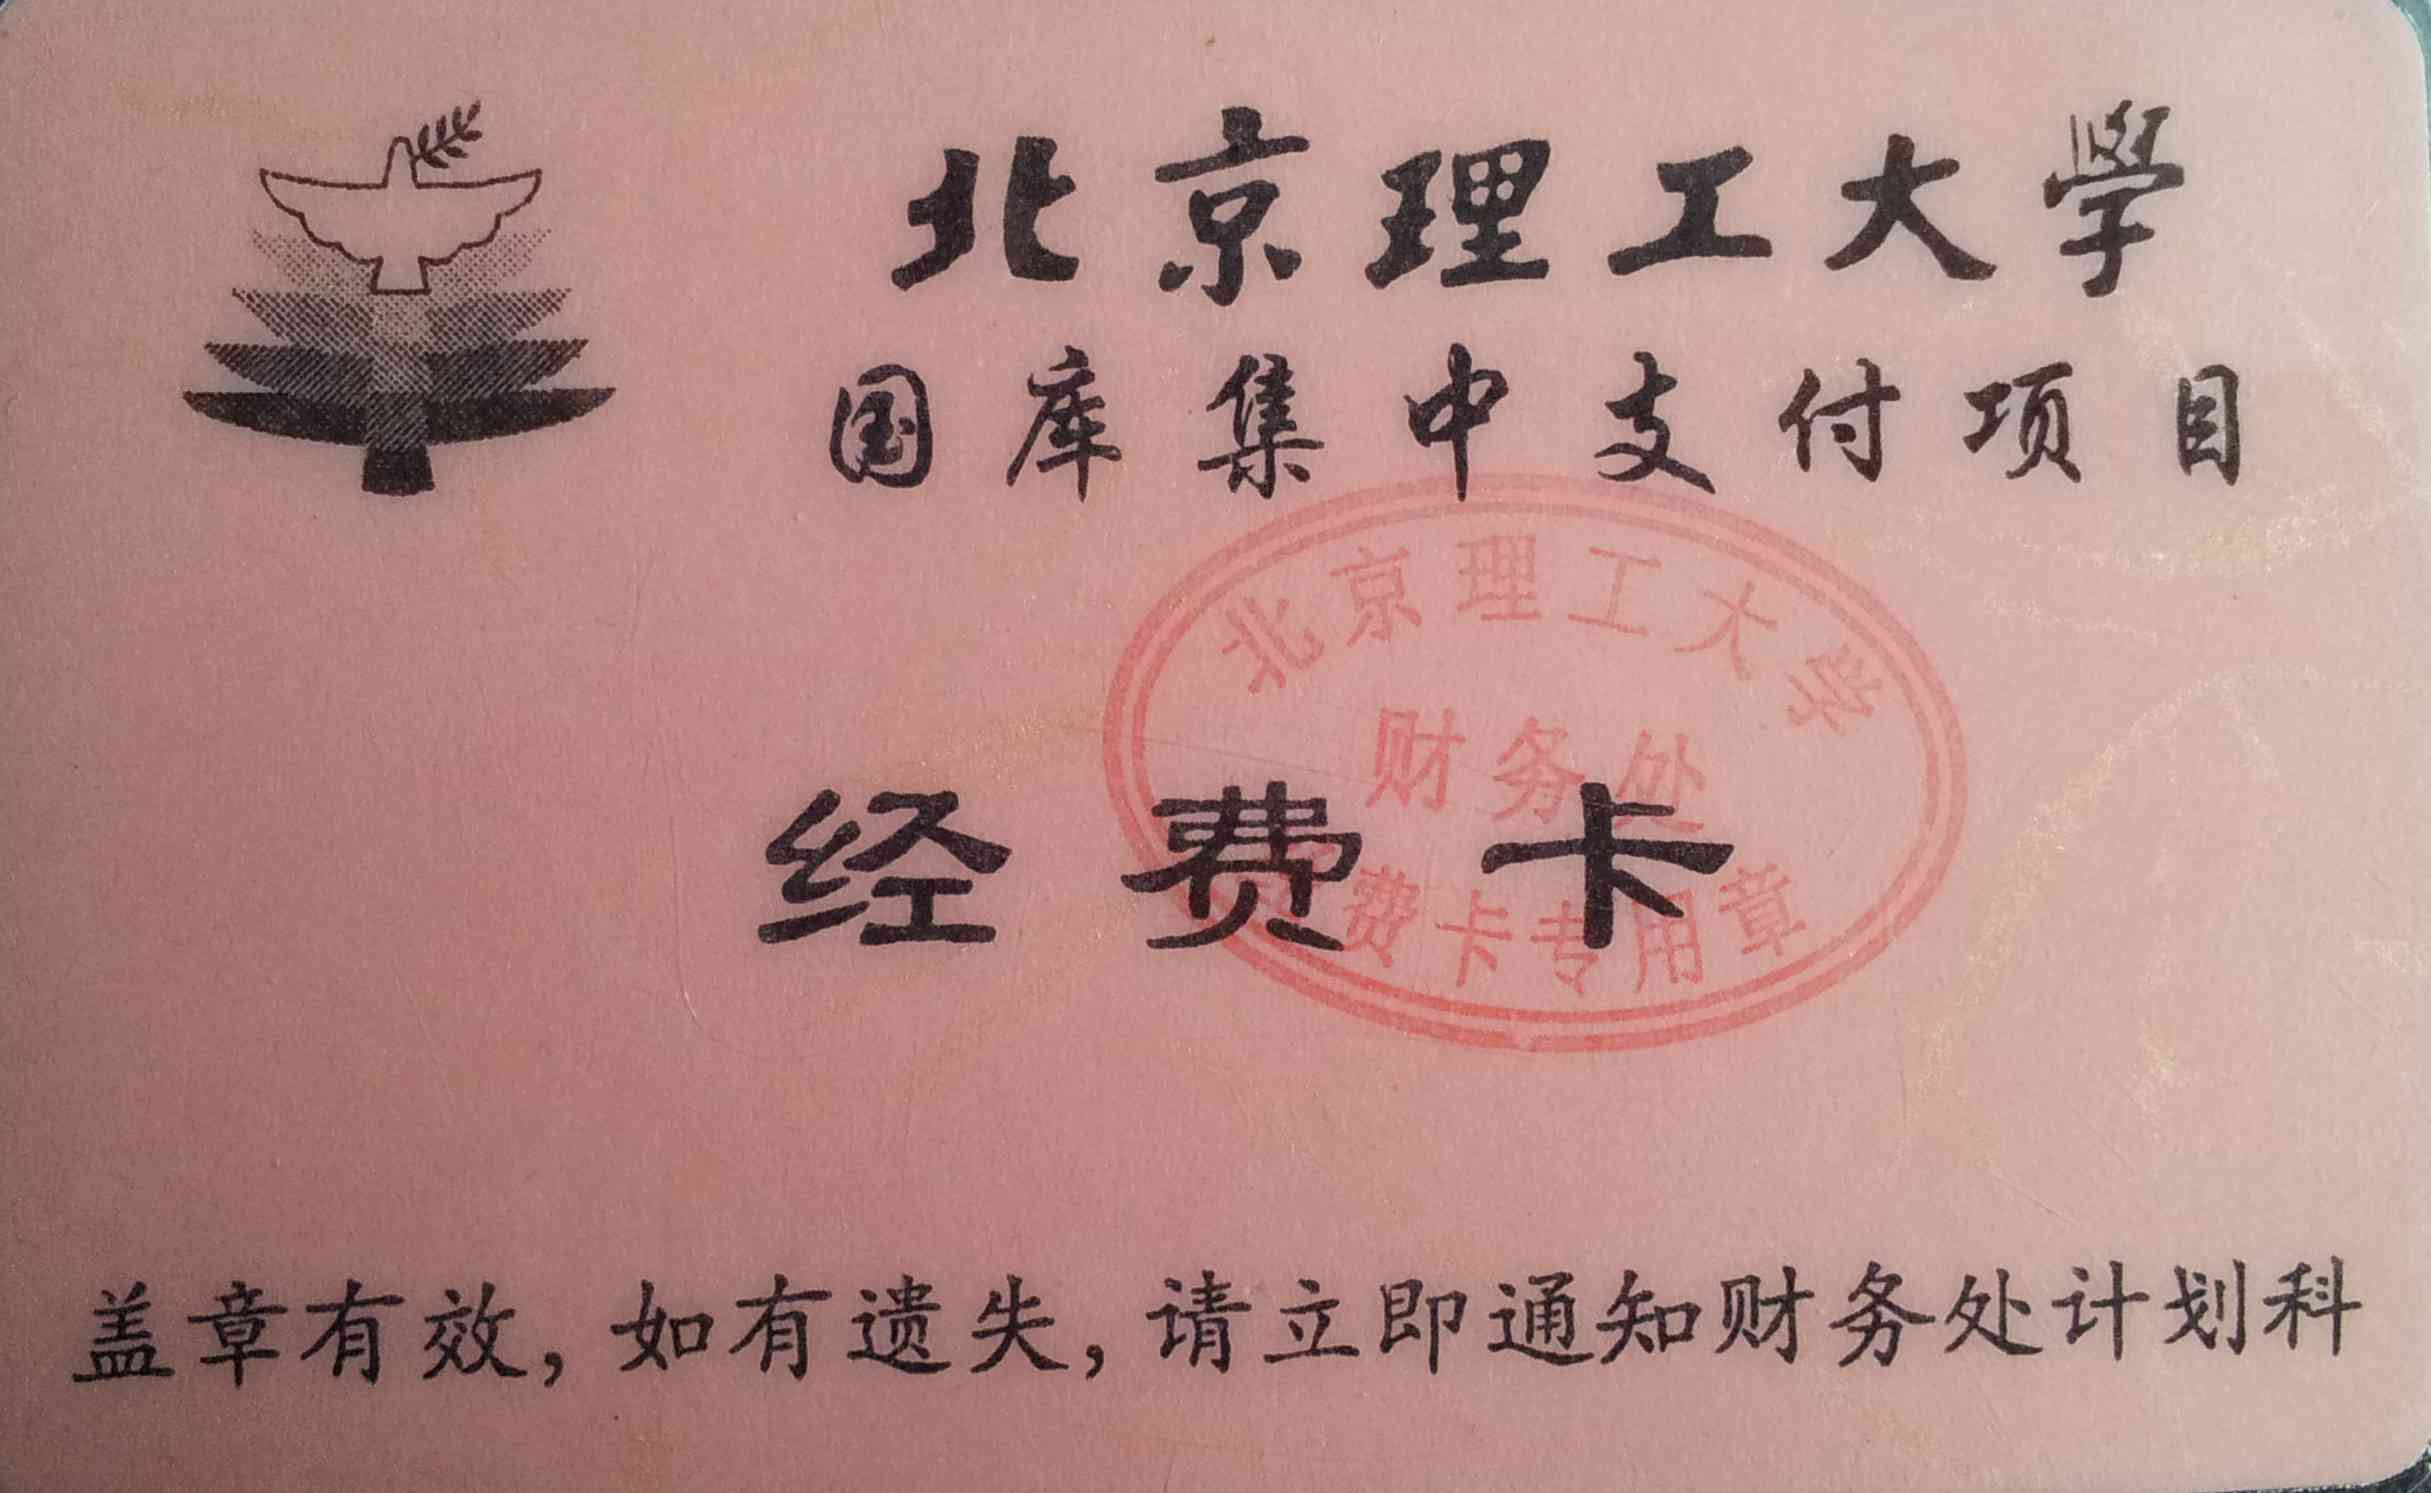 北京理工大學
国库集中支付项目
北京理工大学
财务处
经费卡
费卡专用章
盖章有效,如有遗失,请立即通知财务处计划科